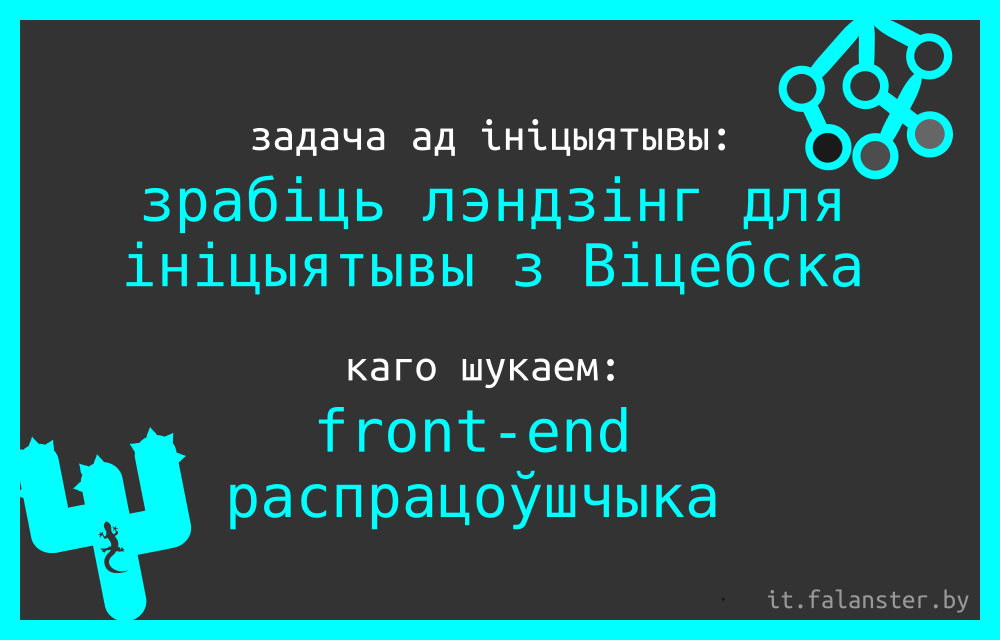 задача ад ініцыятывы:
зрабіць лэндзінг для
ініцыятывы з Віцебска
каго шукаем:
front-end
распрацоўшчыка
it.falanster.by